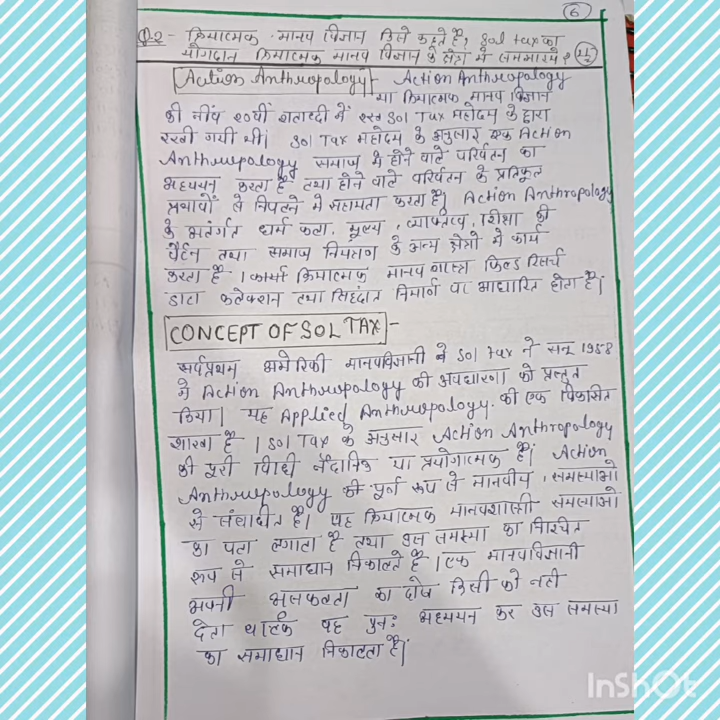 6
Q.2 - क्रियात्मक मानव विज्ञान किसे कहते है, Sol tax का
योगदान क्रियात्मक मानव विज्ञान के क्षेत्र में समझाइये?
Action Anthropology - Action Anthropology
या क्रियात्मक मानव विज्ञान
की नींव 20वीं शताब्दी में Sol Tax महोदय के द्वारा
रखी गयी थी। Sol Tax महोदय के अनुसार एक Action
Anthropology समाज में होने वाले परिवर्तन का
अध्ययन करता है तथा होने वाले परिवर्तन के प्रतिकूल
प्रभावों से निपटने में सहायता करता है। Action Anthropology
के अंतर्गत धर्म कला, मूल्य, व्यक्तित्व, शिक्षा की
पैटर्न तथा समाज नियंत्रण के अन्य क्षेत्रों में कार्य
करता है। क्रियात्मक मानव शास्त्र फिल्ड रिसर्च
डाटा कलेक्शन तथा सिद्दांत निर्माण पर आधारित होता है।
CONCEPT OF SOL TAX -
सर्वप्रथम अमेरिकी मानवविज्ञानी Sol Tax ने सन् 1958
में Action Anthropology की अवधारणा को प्रस्तुत
किया। यह Applied Anthropology की एक विकसित
शाखा है। Sol Tax के अनुसार Action Anthropology
की पूरी विधी नैदानिक या प्रयोगात्मक है। Action
Anthropology की पूर्ण रूप से मानवीय समस्याओ
से संबाधीत है। यह क्रियात्मक मानवशास्त्री समस्याओ
का पता लगाता है तथा उस समस्या का निश्चित
रूप से समाधान निकालते है। एक मानवविज्ञानी
अपनी असफलता का दोष किसी को नही
देता बल्कि वह पुन: अध्ययन कर उस समस्या
का समाधान निकालता है।
InShOt